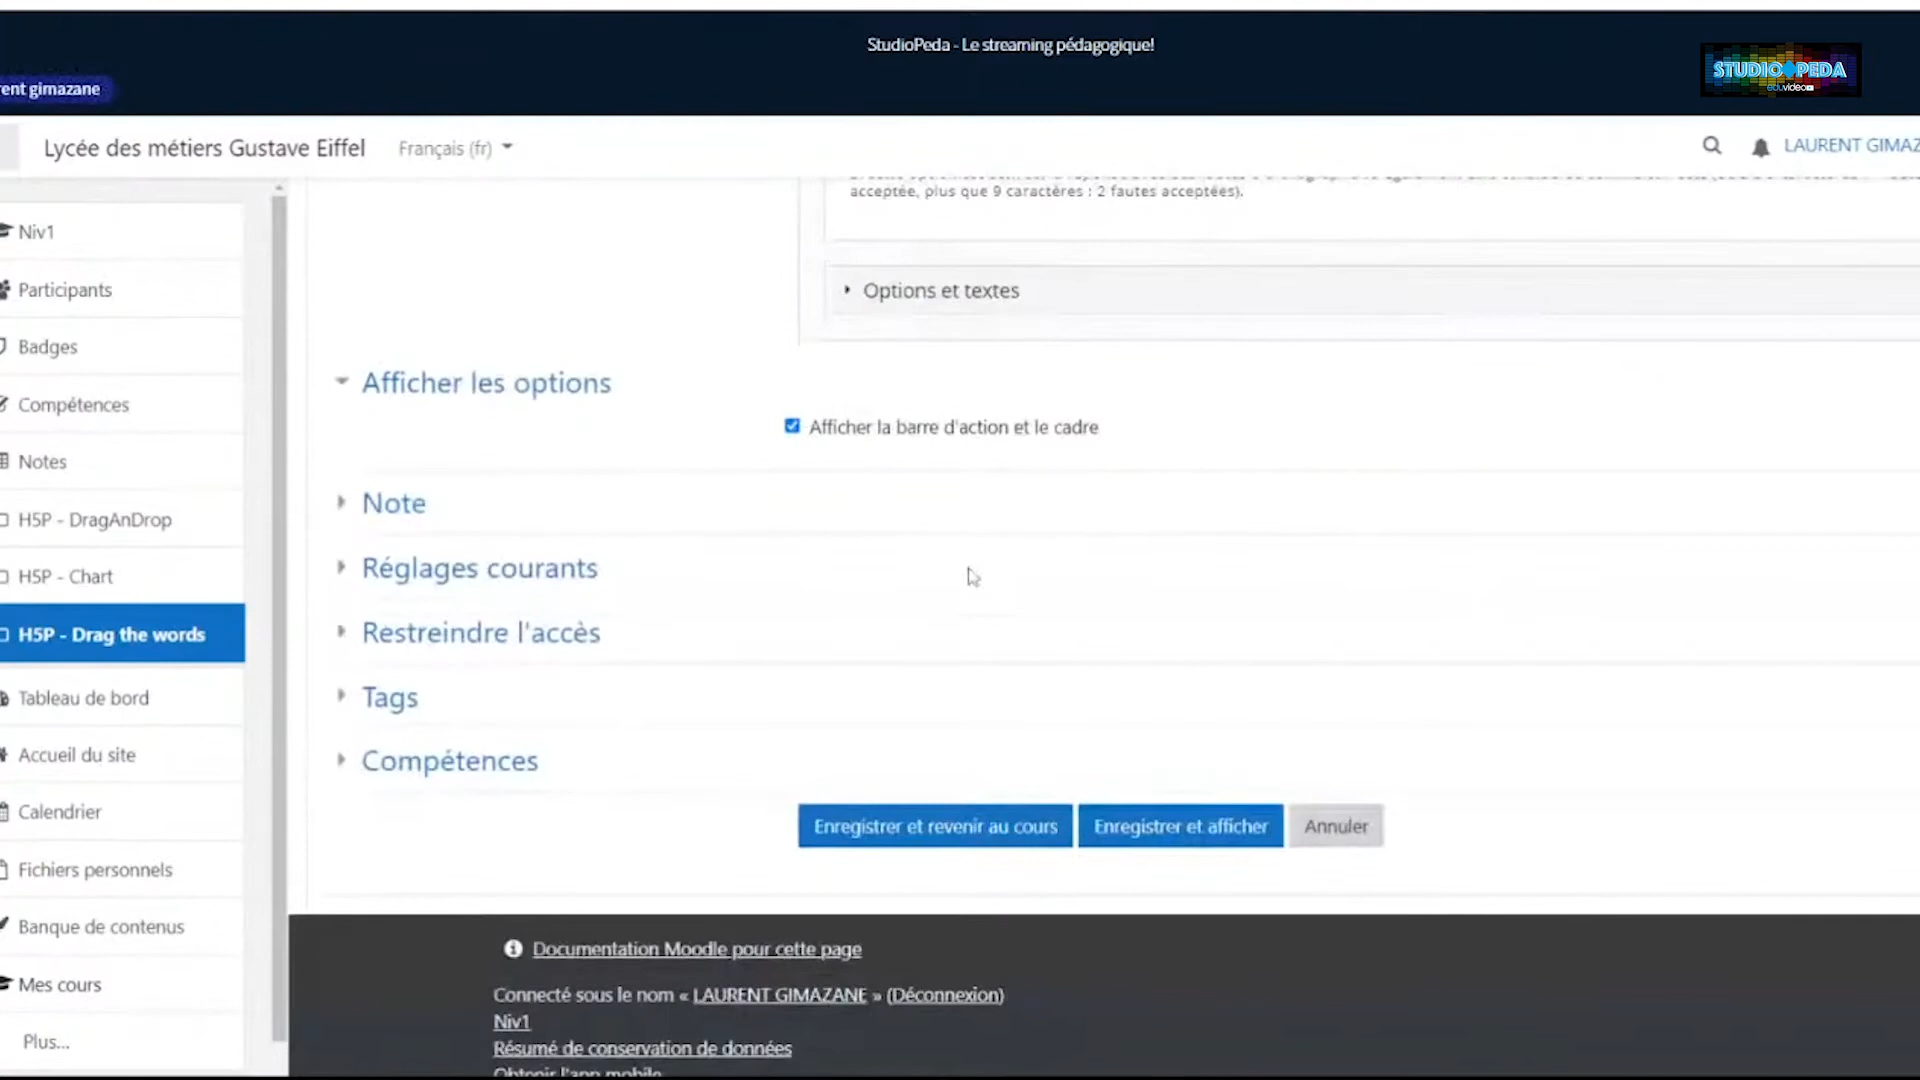 StudioPeda - Le streaming pédagogique!
STUDIO PEDA
eduvideo
rent gimazane
Lycée des métiers Gustave Eiffel
Français (fr)
LAURENT GIMAZ
acceptée, plus que 9 caractères : 2 fautes acceptées).
Niv1
Participants
Badges
Compétences
Notes
H5P - DragAnDrop
H5P - Chart
H5P - Drag the words
Tableau de bord
Accueil du site
Calendrier
Fichiers personnels
Banque de contenus
Mes cours
Plus...
Options et textes
Afficher les options
Afficher la barre d'action et le cadre
Note
Réglages courants
Restreindre l'accès
Tags
Compétences
Enregistrer et revenir au cours
Enregistrer et afficher
Annuler
Documentation Moodle pour cette page
Connecté sous le nom « LAURENT GIMAZANE » (Déconnexion)
Niv1
Résumé de conservation de données
Obtenir l'app mobile